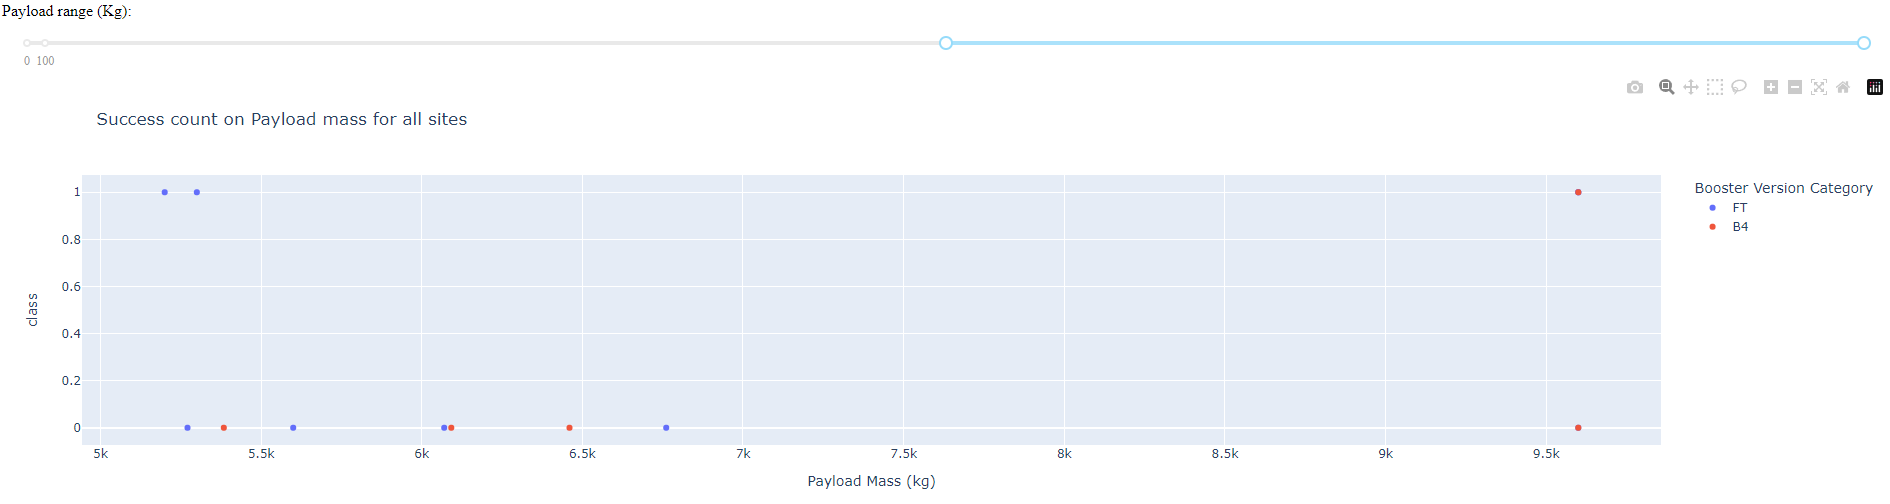 Payload range (Kg):
0 100
Success count on Payload mass for all sites
1
0.8
0.6
0.4
0.2
0
class
5k 5.5k 6k 6.5k 7k 7.5k 8k 8.5k 9k 9.5k
Payload Mass (kg)
Booster Version Category
FT
B4